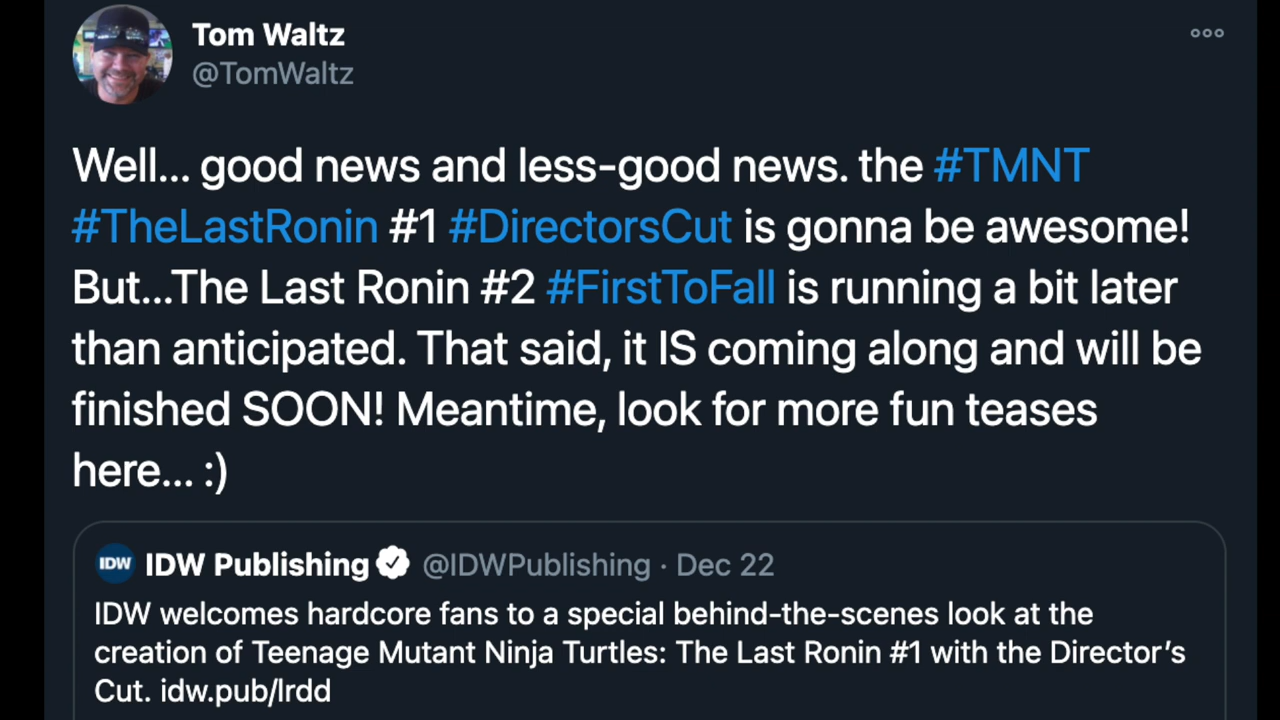 Tom Waltz
@TomWaltz
Well... good news and less-good news. the #TMNT
#TheLastRonin #1 #DirectorsCut is gonna be awesome!
But...The Last Ronin #2 #FirstToFall is running a bit later
than anticipated. That said, it IS coming along and will be
finished SOON! Meantime, look for more fun teases
here... :)
IDW IDW Publishing @IDWPublishing · Dec 22
IDW welcomes hardcore fans to a special behind-the-scenes look at the
creation of Teenage Mutant Ninja Turtles: The Last Ronin #1 with the Director's
Cut. idw.pub/lrdd